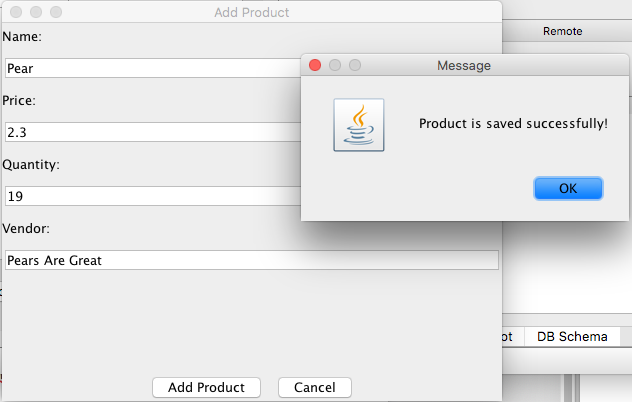 Add Product
Name:
Pear
Price:
2.3
Quantity:
19
Vendor:
Pears Are Great
Add Product
Cancel
Message
Product is saved successfully!
OK
Remote
DB Schema